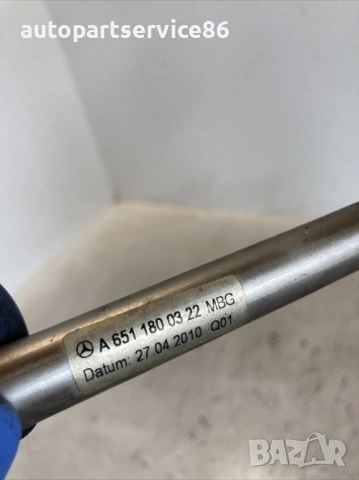 autopartservice86
A 651 180 03 22 MBG
Datum: 27.04.2010 Q01
BAZAR